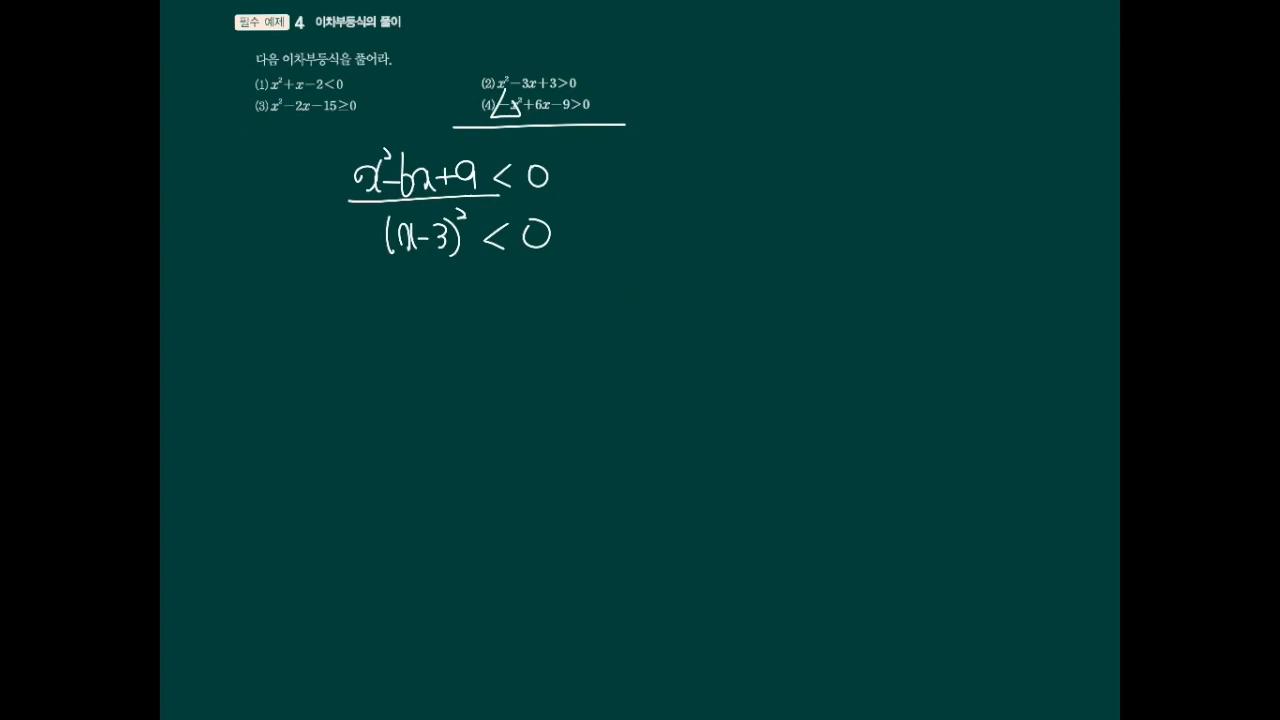 필수 예제 4 이차부등식의 풀이
다음 이차부등식을 풀어라.
(1) x²+x−2<0 (2) x²−3x+3>0
(3) x²−2x−15≥0 (4) −x²+6x−9>0
x²−6x+9 < 0
(x−3)² < 0